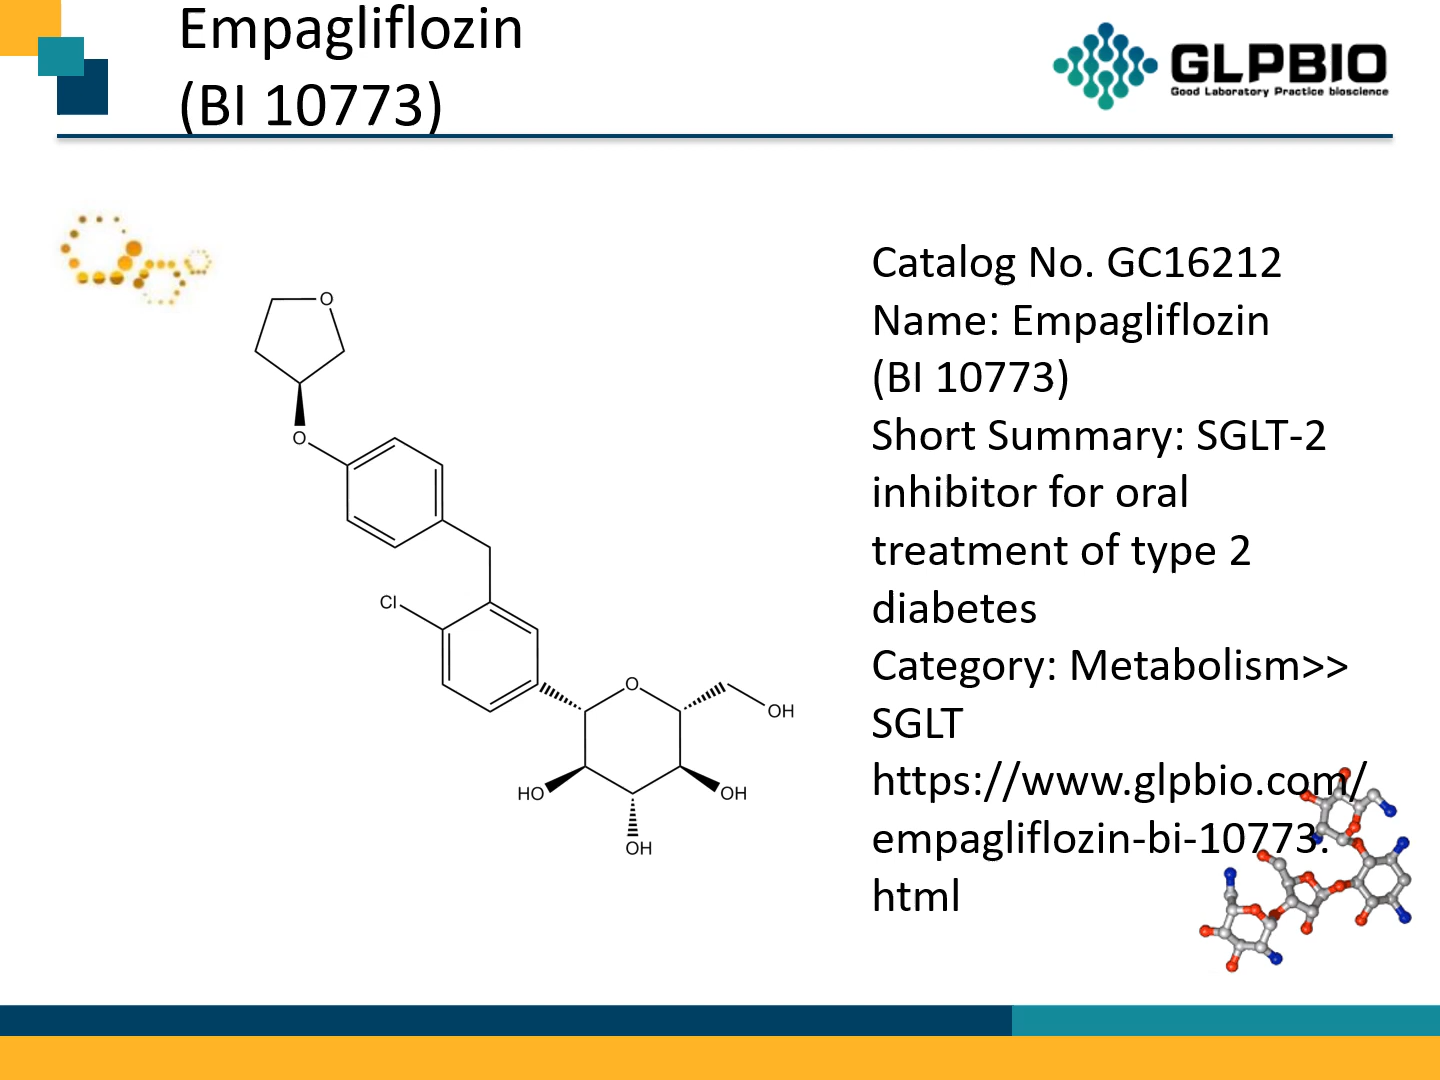 Empagliflozin
(BI 10773)
GLPBIO
Good Laboratory Practice bioscience
Catalog No. GC16212
Name: Empagliflozin
(BI 10773)
Short Summary: SGLT-2
inhibitor for oral
treatment of type 2
diabetes
Category: Metabolism>>
SGLT
https://www.glpbio.com/
empagliflozin-bi-10773.
html
O
O
Cl
O
OH
HO
OH
OH